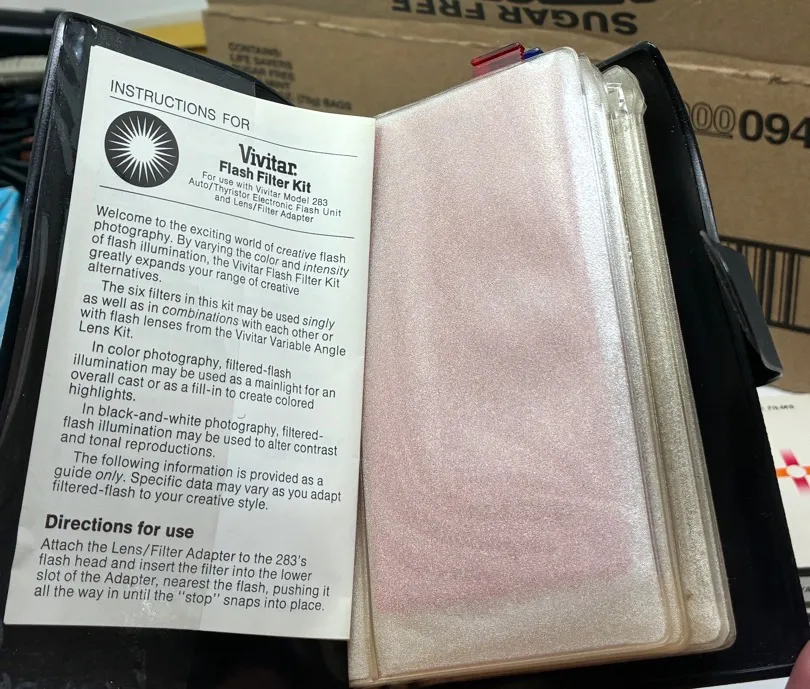 SUGAR FREE
CONTAINS:
LIFE SAVERS
SUGAR FREE
BAGS
0094
INSTRUCTIONS FOR
Vivitar.
Flash Filter Kit
For use with Vivitar Model 283
Auto/Thyristor Electronic Flash Unit
and Lens/Filter Adapter
Welcome to the exciting world of creative flash
photography. By varying the color and intensity
of flash illumination, the Vivitar Flash Filter Kit
greatly expands your range of creative
alternatives.
The six filters in this kit may be used singly
as well as in combinations with each other or
with flash lenses from the Vivitar Variable Angle
Lens Kit.
In color photography, filtered-flash
illumination may be used as a mainlight for an
overall cast or as a fill-in to create colored
highlights.
In black-and-white photography, filtered-
flash illumination may be used to alter contrast
and tonal reproductions.
The following information is provided as a
guide only. Specific data may vary as you adapt
filtered-flash to your creative style.
Directions for use
Attach the Lens/Filter Adapter to the 283's
flash head and insert the filter into the lower
slot of the Adapter, nearest the flash, pushing it
all the way in until the "stop" snaps into place.